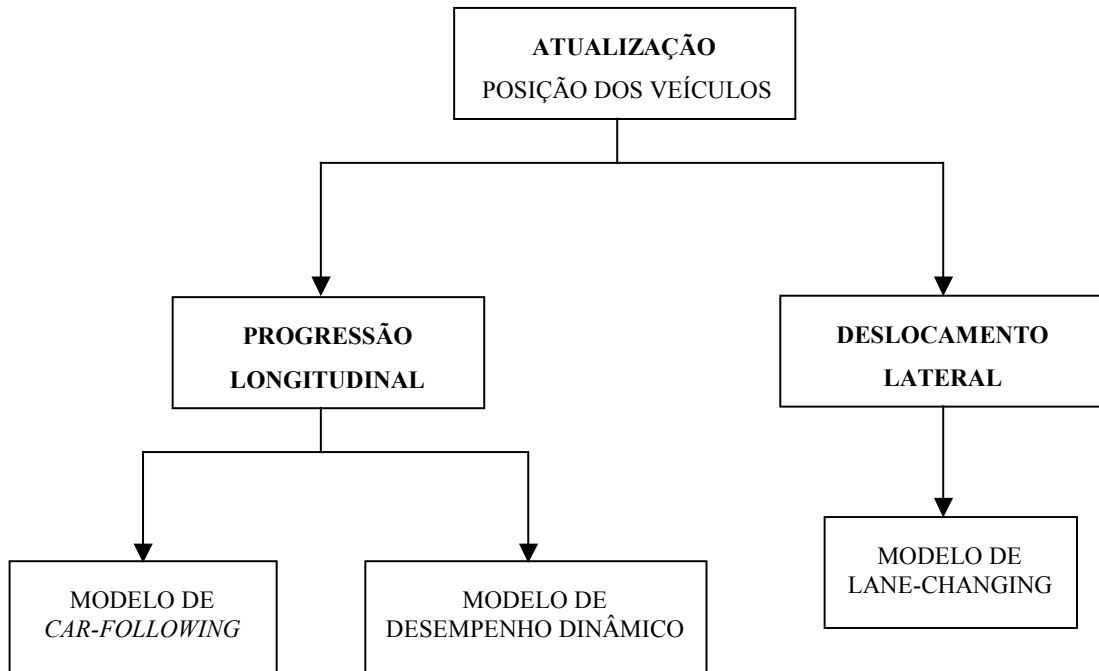 ATUALIZAÇÃO
POSIÇÃO DOS VEÍCULOS
PROGRESSÃO
LONGITUDINAL
DESLOCAMENTO
LATERAL
MODELO DE
CAR-FOLLOWING
MODELO DE
DESEMPENHO DINÂMICO
MODELO DE
LANE-CHANGING